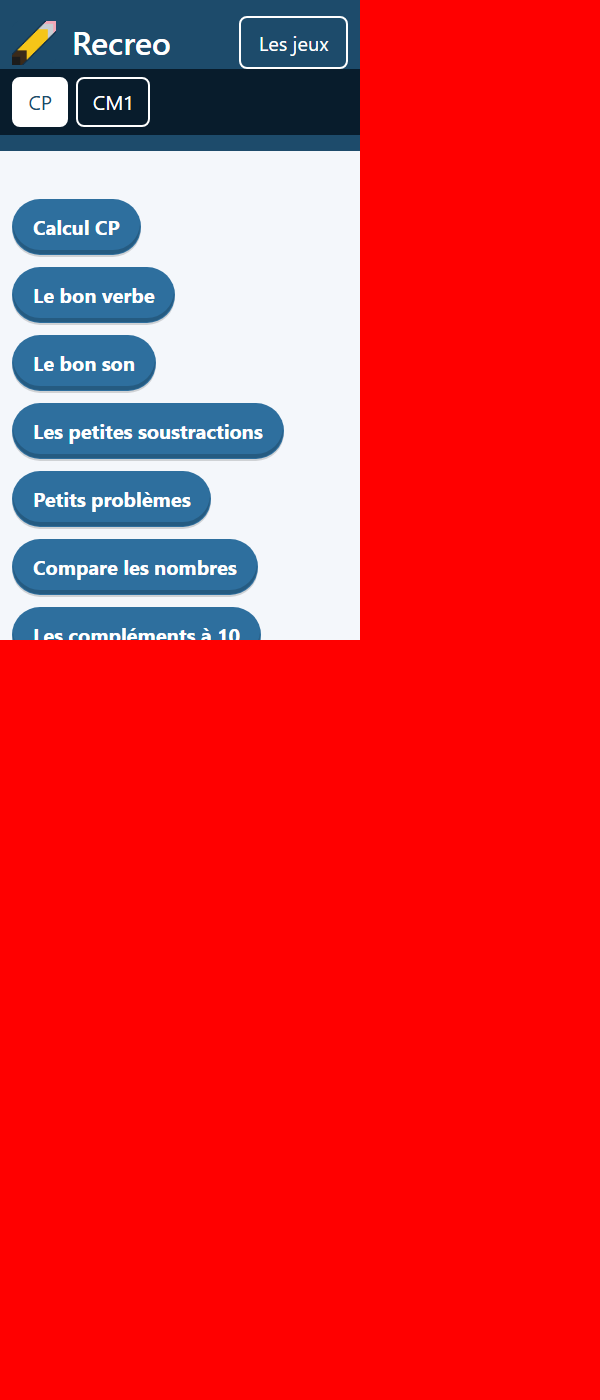 Recreo
Les jeux
CP
CM1
Calcul CP
Le bon verbe
Le bon son
Les petites soustractions
Petits problèmes
Compare les nombres
Les compléments à 10